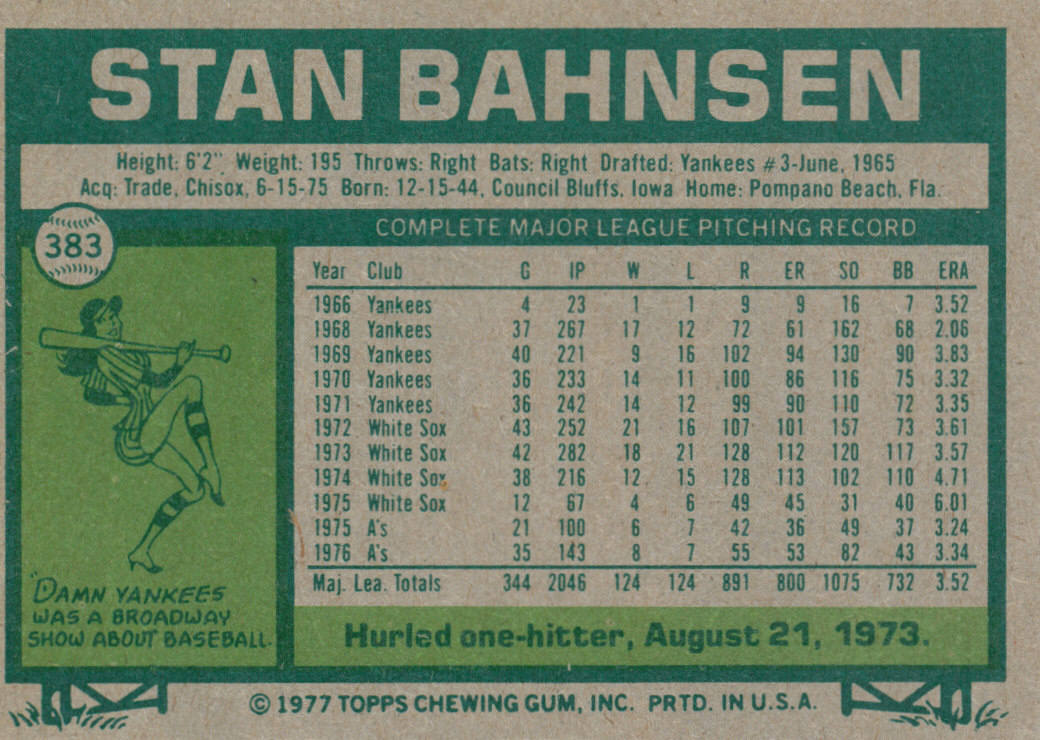 STAN BAHNSEN
Height: 6'2" Weight: 195 Throws: Right Bats: Right Drafted: Yankees #3-June, 1965
Acq: Trade, Chisox, 6-15-75 Born: 12-15-44, Council Bluffs, Iowa Home: Pompano Beach, Fla.
383
COMPLETE MAJOR LEAGUE PITCHING RECORD
Year Club G IP W L R ER SO BB ERA
1966 Yankees 4 23 1 1 9 9 16 7 3.52
1968 Yankees 37 267 17 12 72 61 162 68 2.06
1969 Yankees 40 221 9 16 102 94 130 90 3.83
1970 Yankees 36 233 14 11 100 86 116 75 3.32
1971 Yankees 36 242 14 12 99 90 110 72 3.35
1972 White Sox 43 252 21 16 107 101 157 73 3.61
1973 White Sox 42 282 18 21 128 112 120 117 3.57
1974 White Sox 38 216 12 15 128 113 102 110 4.71
1975 White Sox 12 67 4 6 49 45 31 40 6.01
1975 A's 21 100 6 7 42 36 49 37 3.24
1976 A's 35 143 8 7 55 53 82 43 3.34
Maj. Lea. Totals 344 2046 124 124 891 800 1075 732 3.52
"DAMN YANKEES
WAS A BROADWAY
SHOW ABOUT BASEBALL.
Hurled one-hitter, August 21, 1973.
© 1977 TOPPS CHEWING GUM, INC. PRTD. IN U.S.A.